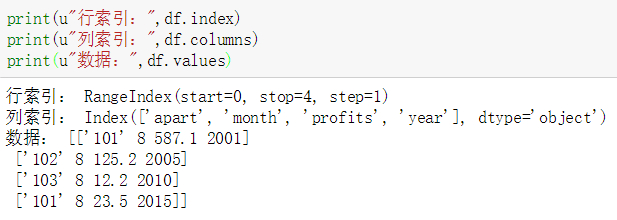 print(u"行索引：",df.index)
print(u"列索引：",df.columns)
print(u"数据：",df.values)
行索引： RangeIndex(start=0, stop=4, step=1)
列索引： Index(['apart', 'month', 'profits', 'year'], dtype='object')
数据： [['101' 8 587.1 2001]
 ['102' 8 125.2 2005]
 ['103' 8 12.2 2010]
 ['101' 8 23.5 2015]]